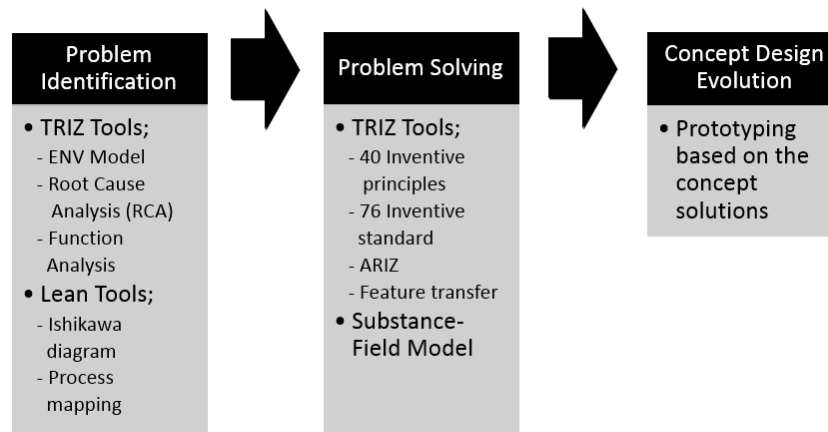 Problem
Identification
• TRIZ Tools;
- ENV Model
- Root Cause
Analysis (RCA)
- Function
Analysis
• Lean Tools;
- Ishikawa
diagram
- Process
mapping
Problem Solving
• TRIZ Tools;
- 40 Inventive
principles
- 76 Inventive
standard
- ARIZ
- Feature transfer
• Substance-
Field Model
Concept Design
Evolution
• Prototyping
based on the
concept
solutions